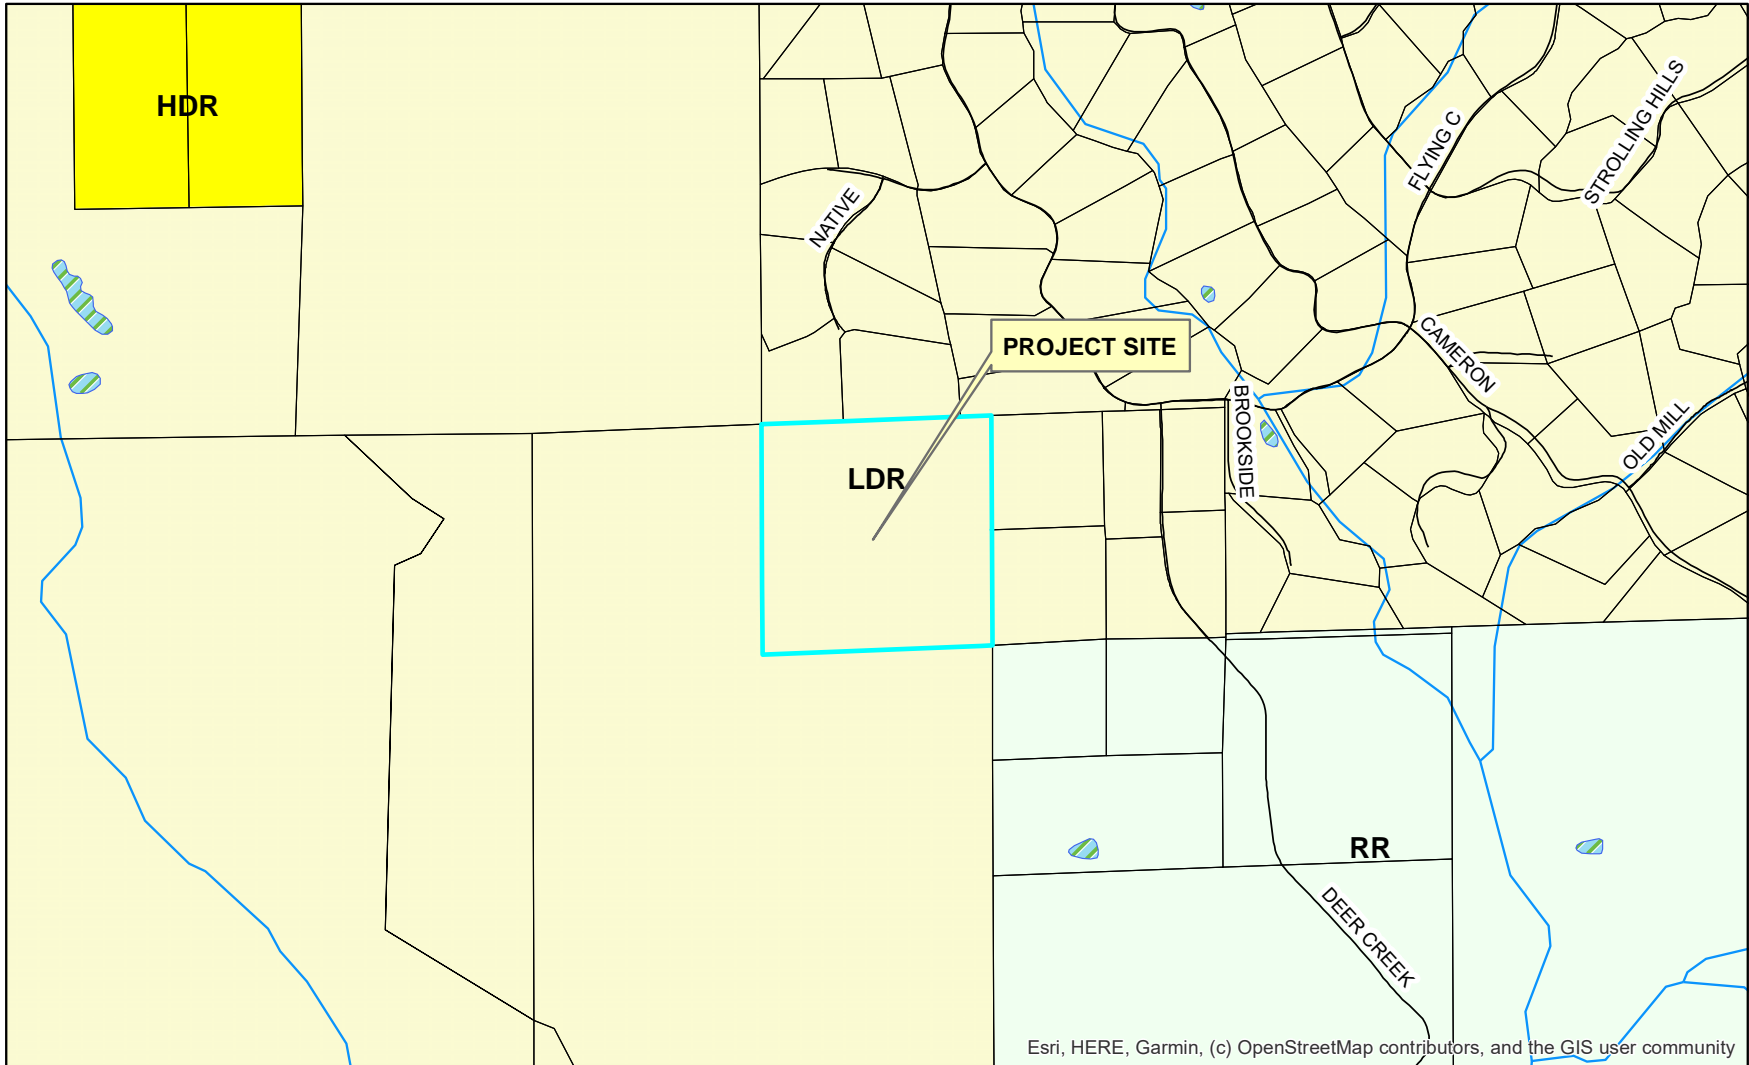 HDR
STROLLING HILLS
FLYING C
NATIVE
PROJECT SITE
CAMERON
BROOKSIDE
OLD MILL
LDR
RR
DEER CREEK
Esri, HERE, Garmin, (c) OpenStreetMap contributors, and the GIS user community